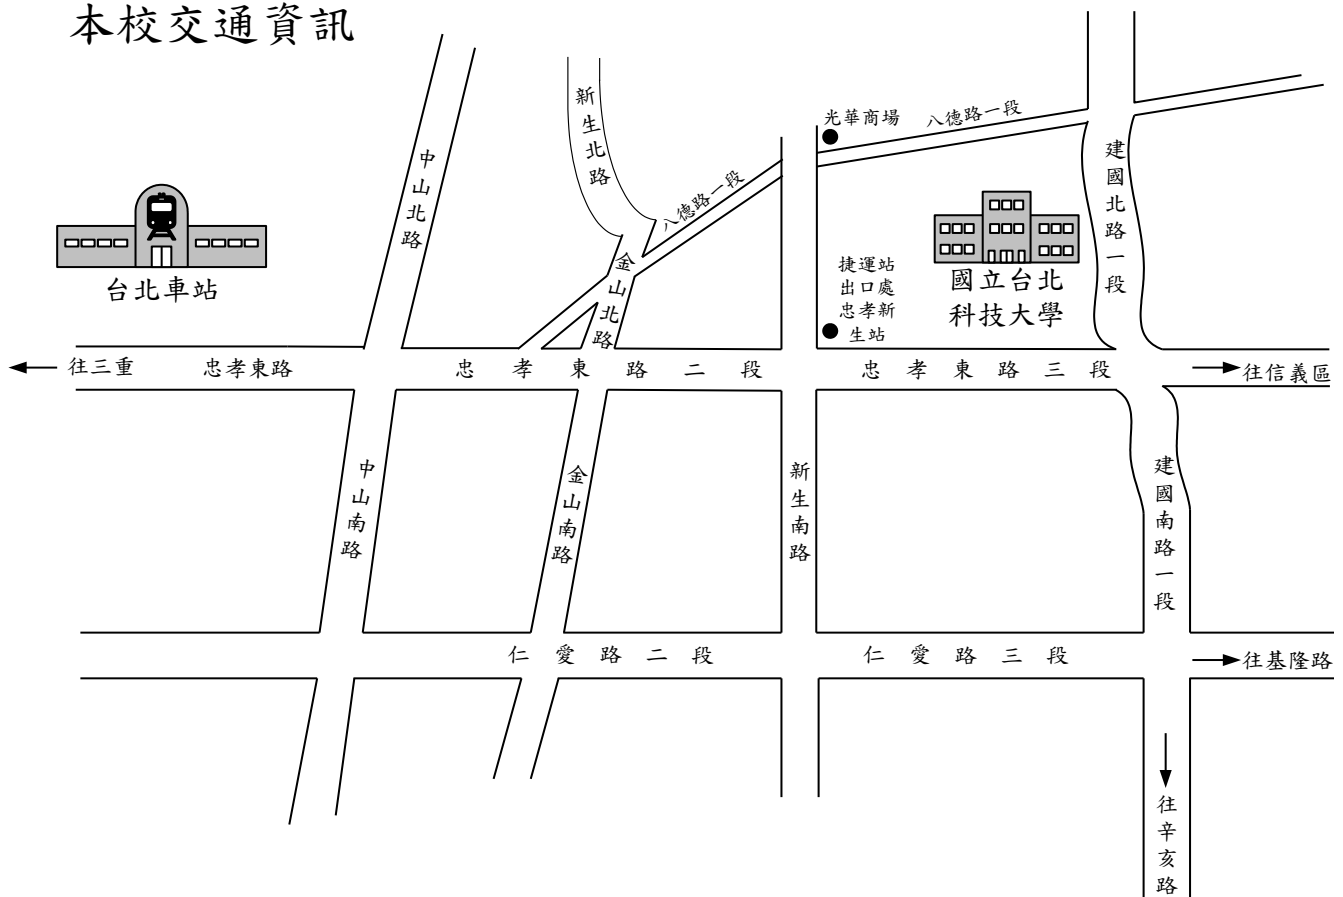 本校交通資訊
新生北路
光華商場
八德路一段
中山北路
建國北路一段
八德路一段
台北車站
金山北路
捷運站
出口處
忠孝新
生站
國立台北
科技大學
往三重
忠孝東路
忠孝東路二段
忠孝東路三段
往信義區
中山南路
金山南路
新生南路
建國南路一段
仁愛路二段
仁愛路三段
往基隆路
往辛亥路